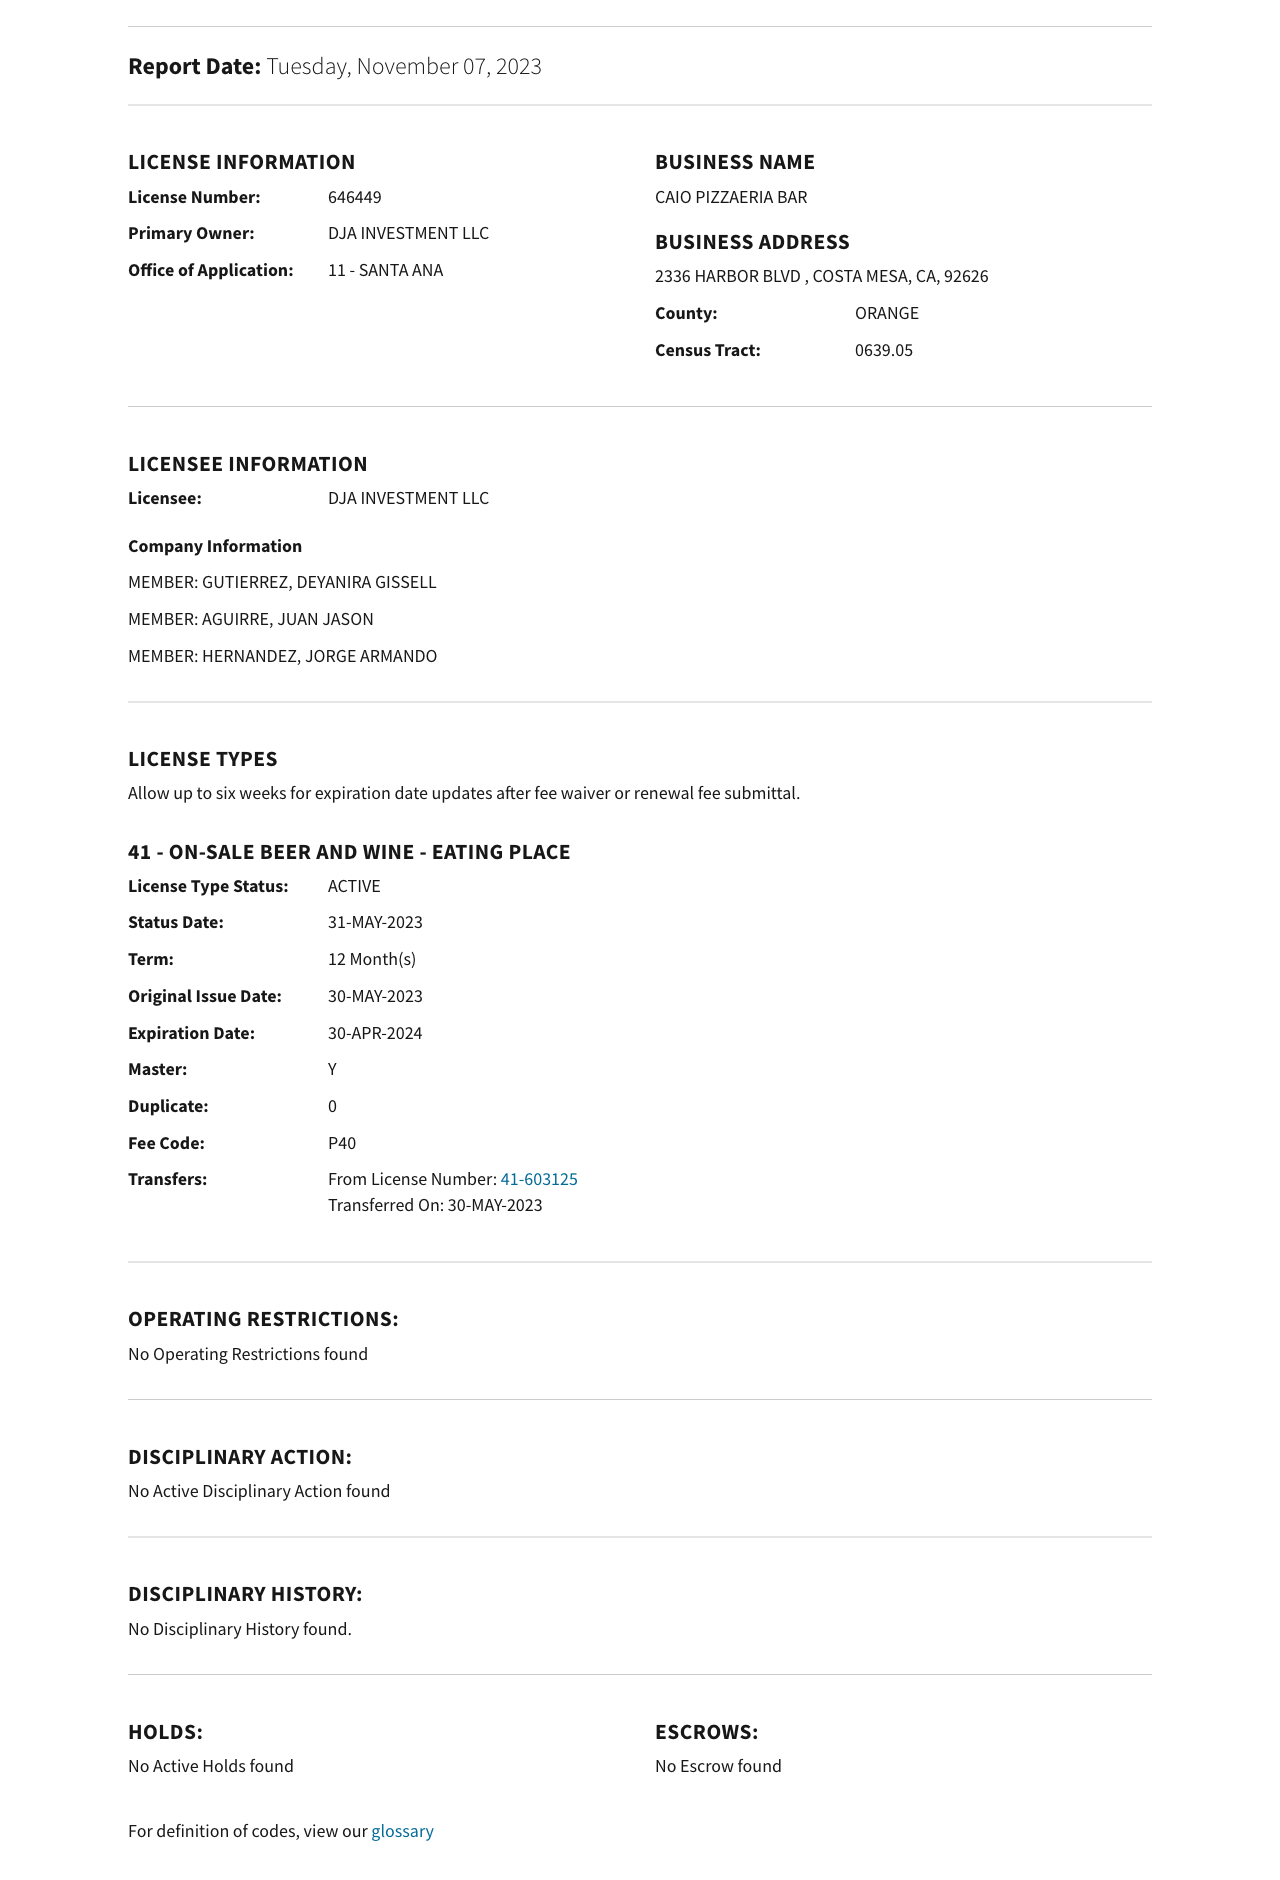 Report Date: Tuesday, November 07, 2023
LICENSE INFORMATION
License Number: 646449
Primary Owner: DJA INVESTMENT LLC
Office of Application: 11 - SANTA ANA
BUSINESS NAME
CAIO PIZZAERIA BAR
BUSINESS ADDRESS
2336 HARBOR BLVD , COSTA MESA, CA, 92626
County: ORANGE
Census Tract: 0639.05
LICENSEE INFORMATION
Licensee: DJA INVESTMENT LLC
Company Information
MEMBER: GUTIERREZ, DEYANIRA GISSELL
MEMBER: AGUIRRE, JUAN JASON
MEMBER: HERNANDEZ, JORGE ARMANDO
LICENSE TYPES
Allow up to six weeks for expiration date updates after fee waiver or renewal fee submittal.
41 - ON-SALE BEER AND WINE - EATING PLACE
License Type Status: ACTIVE
Status Date: 31-MAY-2023
Term: 12 Month(s)
Original Issue Date: 30-MAY-2023
Expiration Date: 30-APR-2024
Master: Y
Duplicate: 0
Fee Code: P40
Transfers: From License Number: 41-603125
Transferred On: 30-MAY-2023
OPERATING RESTRICTIONS:
No Operating Restrictions found
DISCIPLINARY ACTION:
No Active Disciplinary Action found
DISCIPLINARY HISTORY:
No Disciplinary History found.
HOLDS:
No Active Holds found
ESCROWS:
No Escrow found
For definition of codes, view our glossary